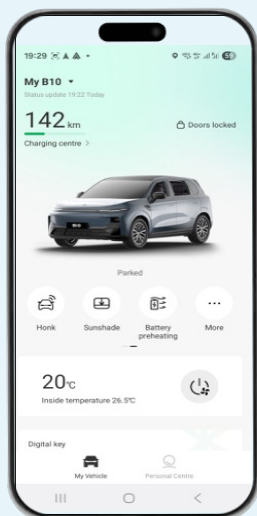 19:29
My B10
Status update 19:22 Today
142 km
Doors locked
Charging centre >
Parked
Honk
Sunshade
Battery preheating
More
20°C
Inside temperature 26.5°C
Digital key
My Vehicle
Personal Centre